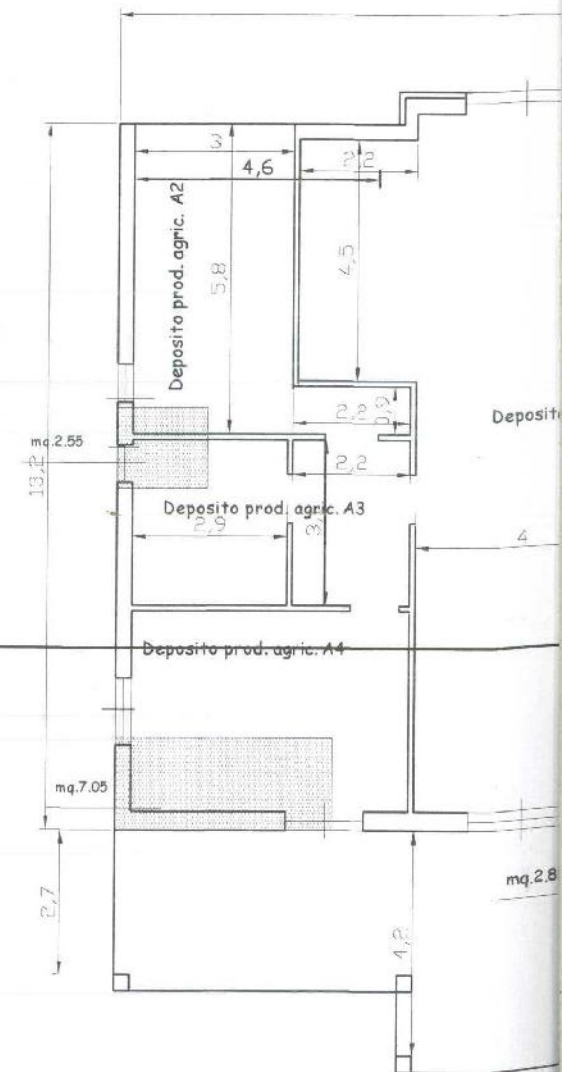 3
2,2
4,6
Deposito prod. agric. A2
5,8
4,5
2,2
0,9
Deposito
mq.2.55
13,2
2,2
Deposito prod. agric. A3
2,9
4
Deposito prod. agric. A4
mq.7.05
2,7
4,2
mq.2.8